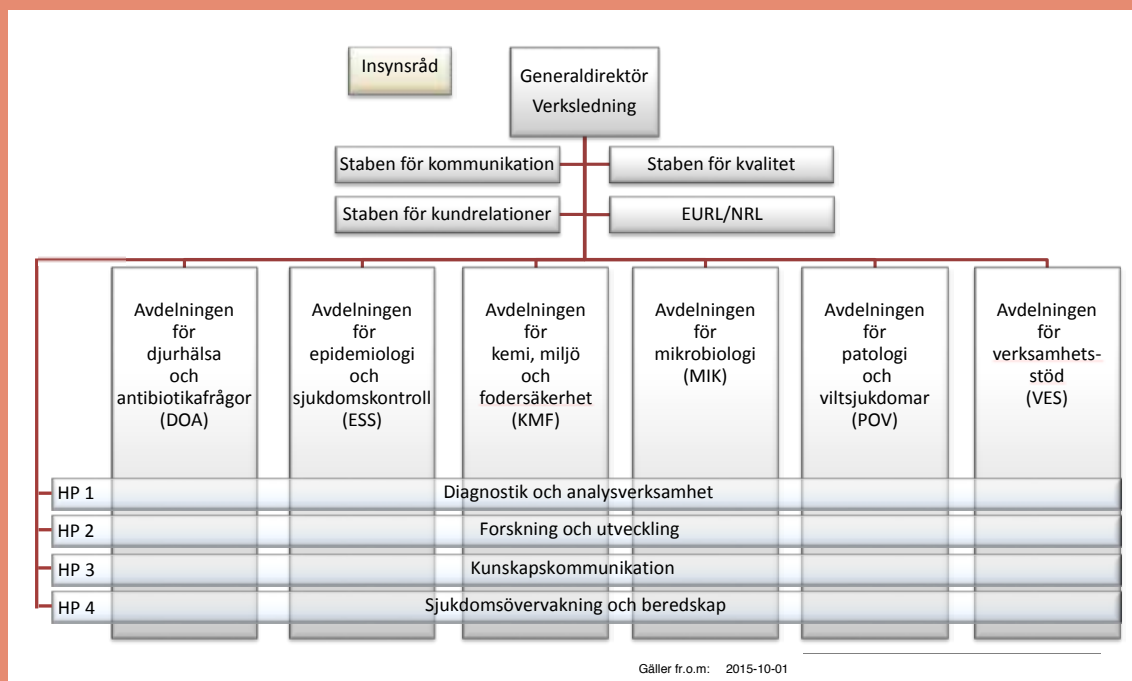 Insynsråd
Generaldirektör
Verksledning
Staben för kommunikation
Staben för kvalitet
Staben för kundrelationer
EURL/NRL
Avdelningen
för
djurhälsa
och
antibiotikafrågor
(DOA)
Avdelningen
för
epidemiologi
och
sjukdomskontroll
(ESS)
Avdelningen
för
kemi, miljö
och
fodersäkerhet
(KMF)
Avdelningen
för
mikrobiologi
(MIK)
Avdelningen
för
patologi
och
viltsjukdomar
(POV)
Avdelningen
för
verksamhets-
stöd
(VES)
HP 1 Diagnostik och analysverksamhet
HP 2 Forskning och utveckling
HP 3 Kunskapskommunikation
HP 4 Sjukdomsövervakning och beredskap
Gäller fr.o.m: 2015-10-01